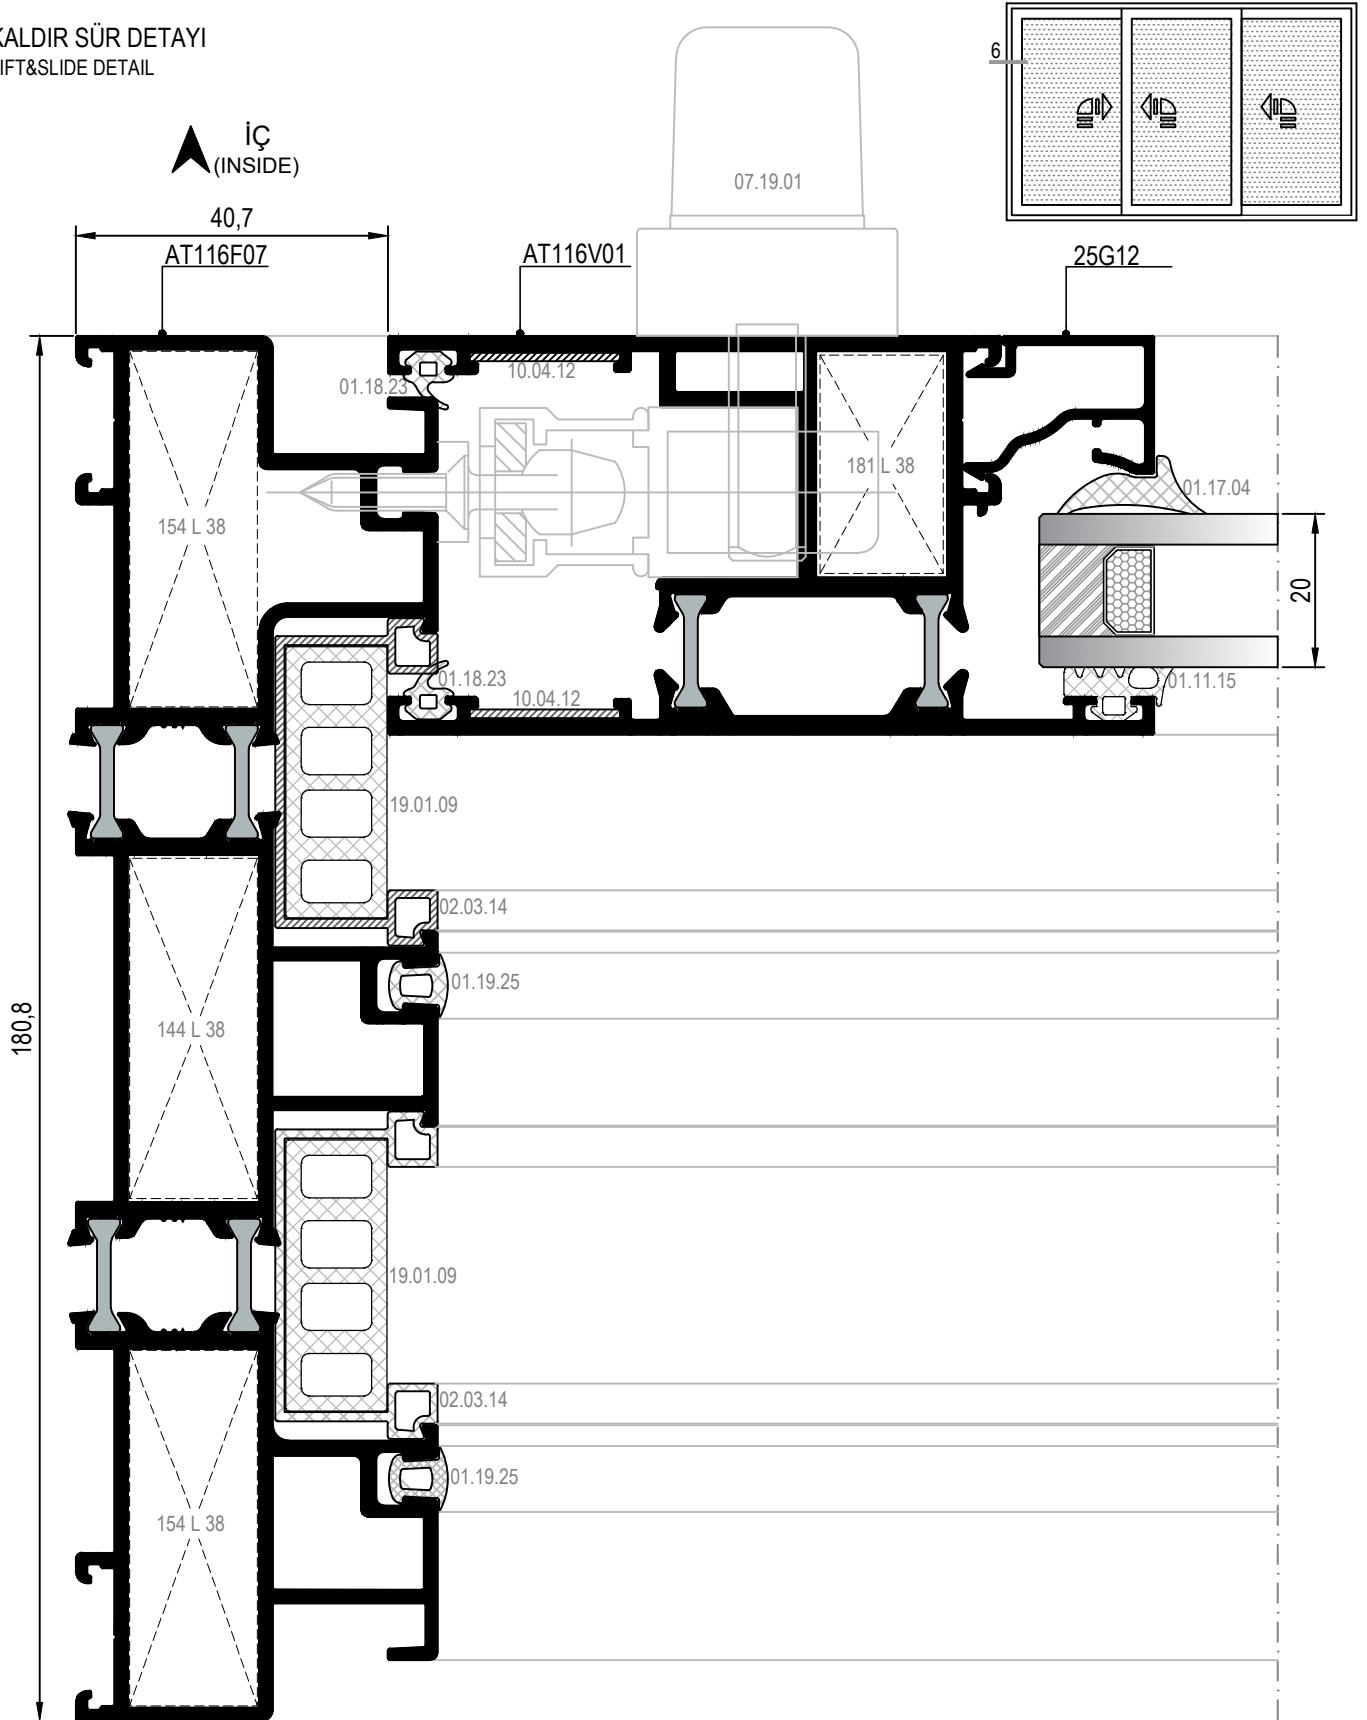 KALDIR SÜR DETAYI
IFT&SLIDE DETAIL
İÇ
(INSIDE)
6
07.19.01
40,7
AT116F07
AT116V01
25G12
01.18.23
10.04.12
181 L 38
01.17.04
154 L 38
20
01.18.23
10.04.12
01.11.15
19.01.09
02.03.14
01.19.25
180,8
144 L 38
19.01.09
02.03.14
01.19.25
154 L 38